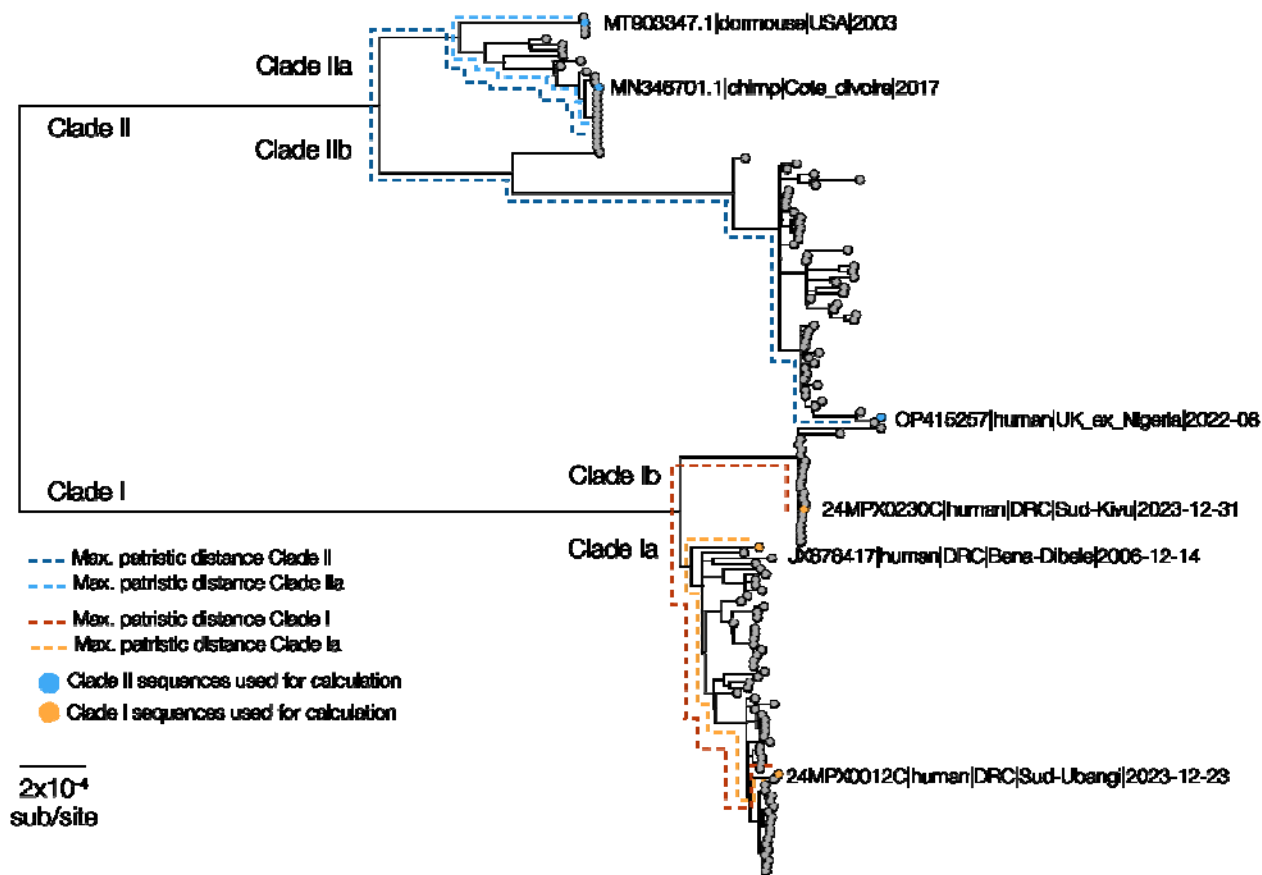 MT903347.1|dormouse|USA|2003
Clade IIa
MN346701.1|chimp|Cote_divoire|2017
Clade II
Clade IIb
OP415257|human|UK_ex_Nigeria|2022-06
Clade IIb
Clade I
24MPX0230C|human|DRC|Sud-Kivu|2023-12-31
Clade Ia
JX878417|human|DRC|Bena-Dibele|2006-12-14
Max. patristic distance Clade II
Max. patristic distance Clade IIa
Max. patristic distance Clade I
Max. patristic distance Clade Ia
Clade II sequences used for calculation
Clade I sequences used for calculation
24MPX0012C|human|DRC|Sud-Ubangi|2023-12-23
2x10⁻⁴
sub/site